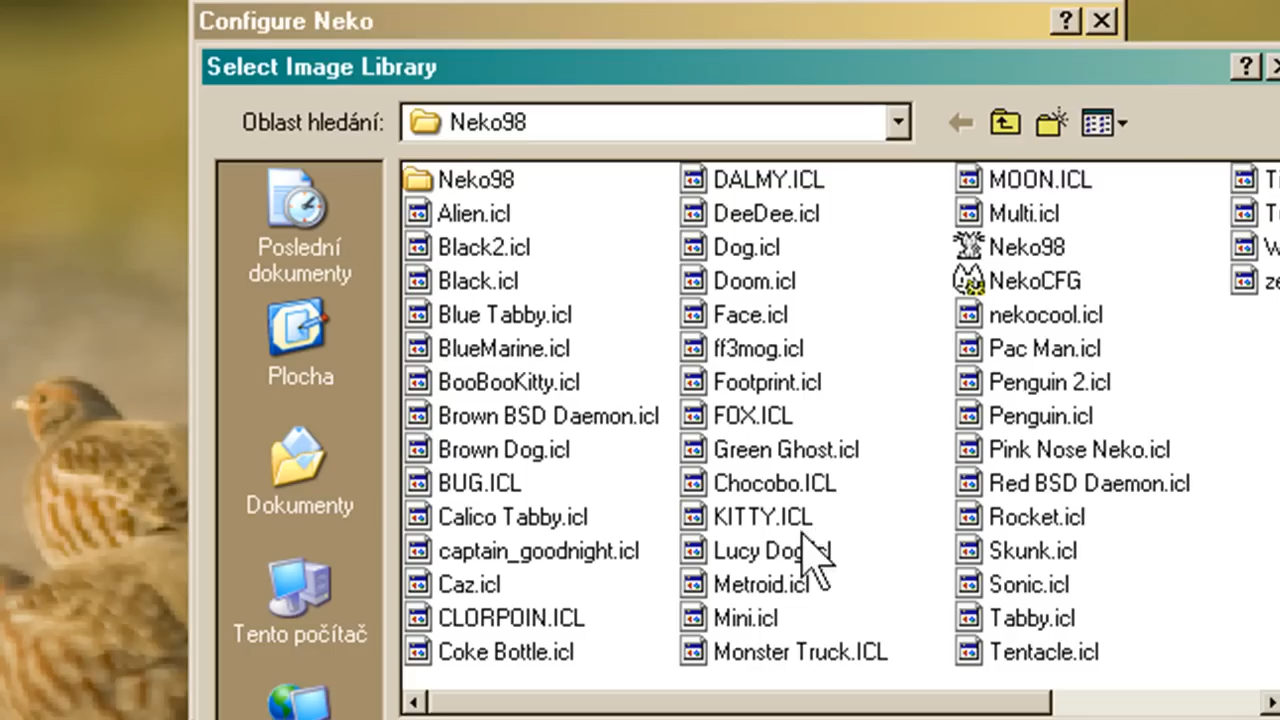 Configure Neko
Select Image Library
Oblast hledání:
Neko98
Poslední
dokumenty
Plocha
Dokumenty
Tento počítač
Neko98
Alien.icl
Black2.icl
Black.icl
Blue Tabby.icl
BlueMarine.icl
BooBooKitty.icl
Brown BSD Daemon.icl
Brown Dog.icl
BUG.ICL
Calico Tabby.icl
captain_goodnight.icl
Caz.icl
CLORPOIN.ICL
Coke Bottle.icl
DALMY.ICL
DeeDee.icl
Dog.icl
Doom.icl
Face.icl
ff3mog.icl
Footprint.icl
FOX.ICL
Green Ghost.icl
Chocobo.ICL
KITTY.ICL
Lucy Dog.icl
Metroid.icl
Mini.icl
Monster Truck.ICL
MOON.ICL
Multi.icl
Neko98
NekoCFG
nekocool.icl
Pac Man.icl
Penguin 2.icl
Penguin.icl
Pink Nose Neko.icl
Red BSD Daemon.icl
Rocket.icl
Skunk.icl
Sonic.icl
Tabby.icl
Tentacle.icl